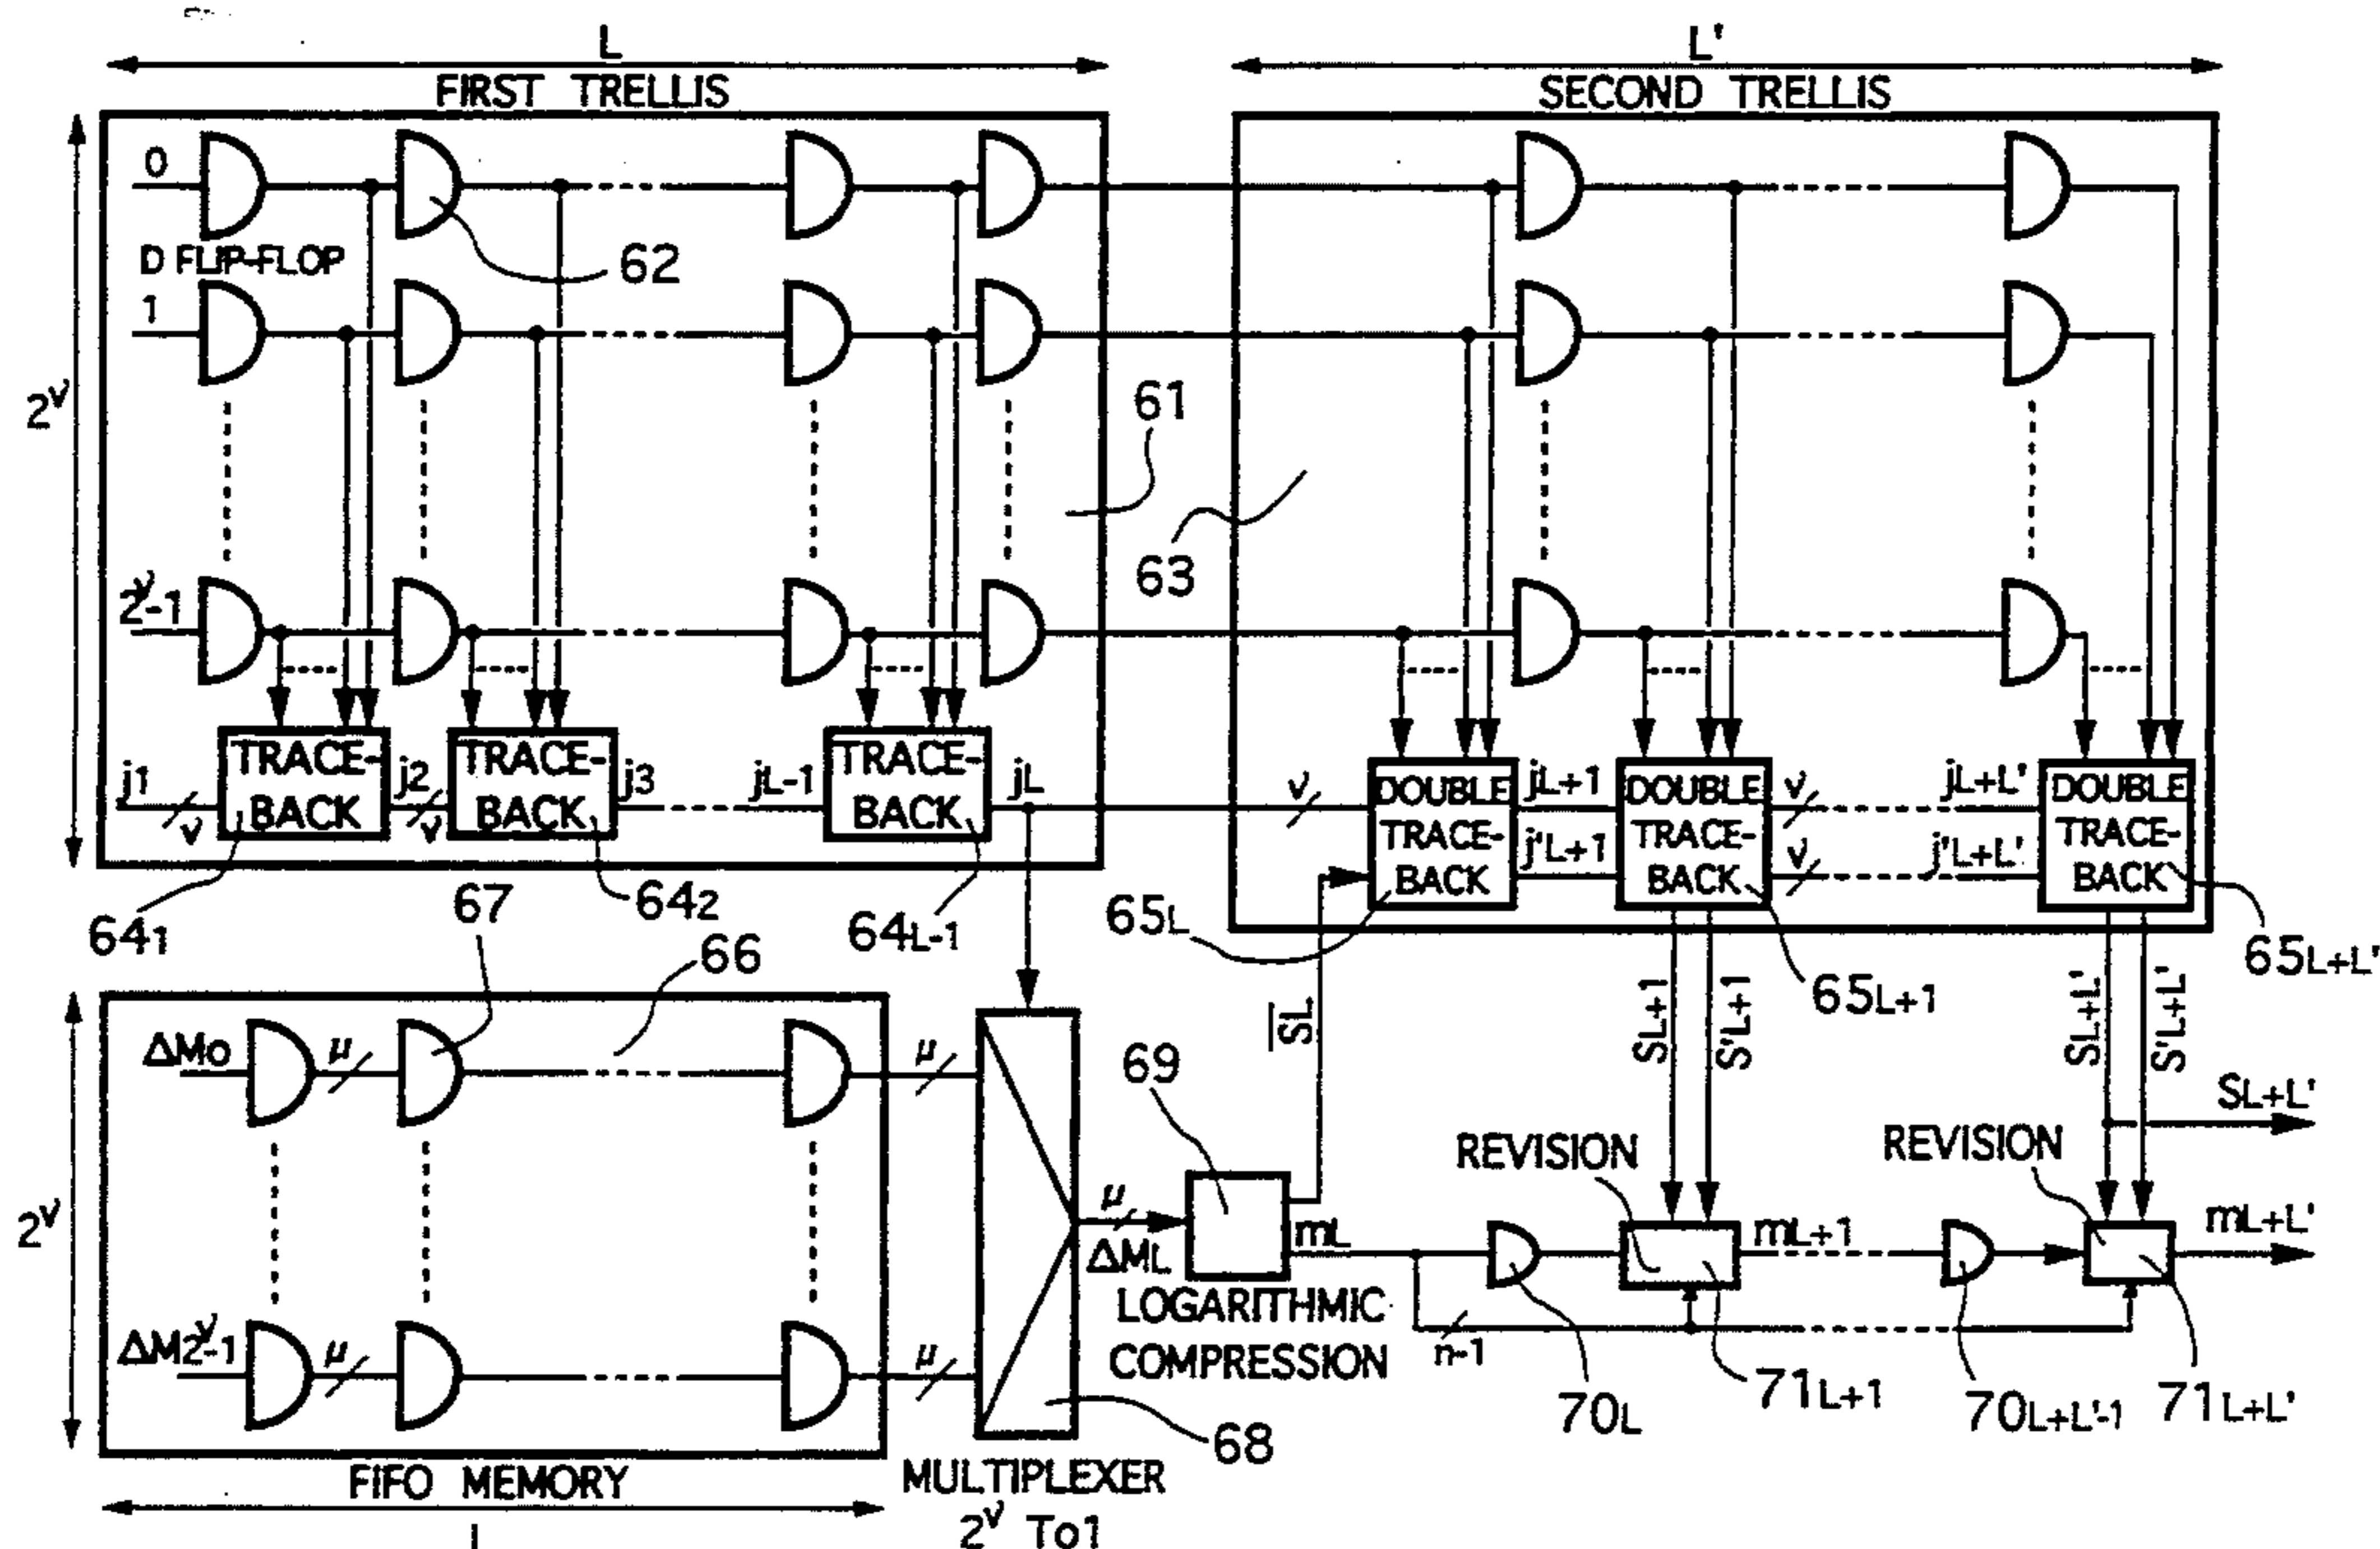 L
L'
FIRST TRELLIS
SECOND TRELLIS
0
62
D FLIP-FLOP
1
2^ν
61
63
2^ν-1
TRACE-BACK
TRACE-BACK
TRACE-BACK
j1
ν
j2
ν
j3
jL-1
jL
ν
DOUBLE TRACE-BACK
jL+1
j'L+1
DOUBLE TRACE-BACK
ν
ν
jL+L'
j'L+L'
DOUBLE TRACE-BACK
641
67
642
64L-1
65L
65L+1
65L+L'
66
S̅L̅
SL+1
S'L+1
SL+L'
S'L+L'
ΔM0
μ
μ
69
SL+L'
REVISION
REVISION
2^ν
μ
ΔML
mL
mL+1
mL+L'
LOGARITHMIC
COMPRESSION
ΔM2^ν-1
μ
μ
n-1
70L
71L+1
70L+L'-1
71L+L'
68
FIFO MEMORY
MULTIPLEXER
2^ν To1